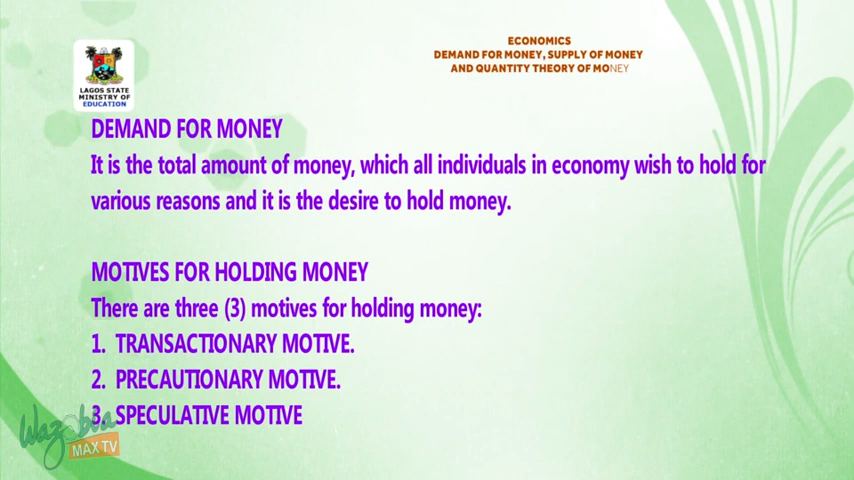 ECONOMICS
DEMAND FOR MONEY, SUPPLY OF MONEY
AND QUANTITY THEORY OF MONEY
LAGOS STATE
MINISTRY OF
EDUCATION
DEMAND FOR MONEY
It is the total amount of money, which all individuals in economy wish to hold for
various reasons and it is the desire to hold money.
MOTIVES FOR HOLDING MONEY
There are three (3) motives for holding money:
1. TRANSACTIONARY MOTIVE.
2. PRECAUTIONARY MOTIVE.
3. SPECULATIVE MOTIVE
Wazobia
MAX TV